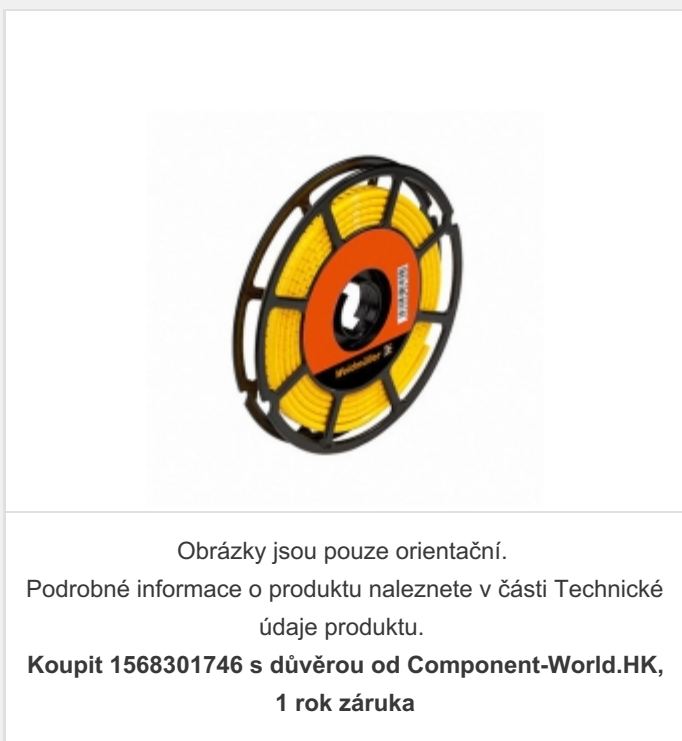 Weidmüller
Obrázky jsou pouze orientační.
Podrobné informace o produktu naleznete v části Technické
údaje produktu.
Koupit 1568301746 s důvěrou od Component-World.HK,
1 rok záruka